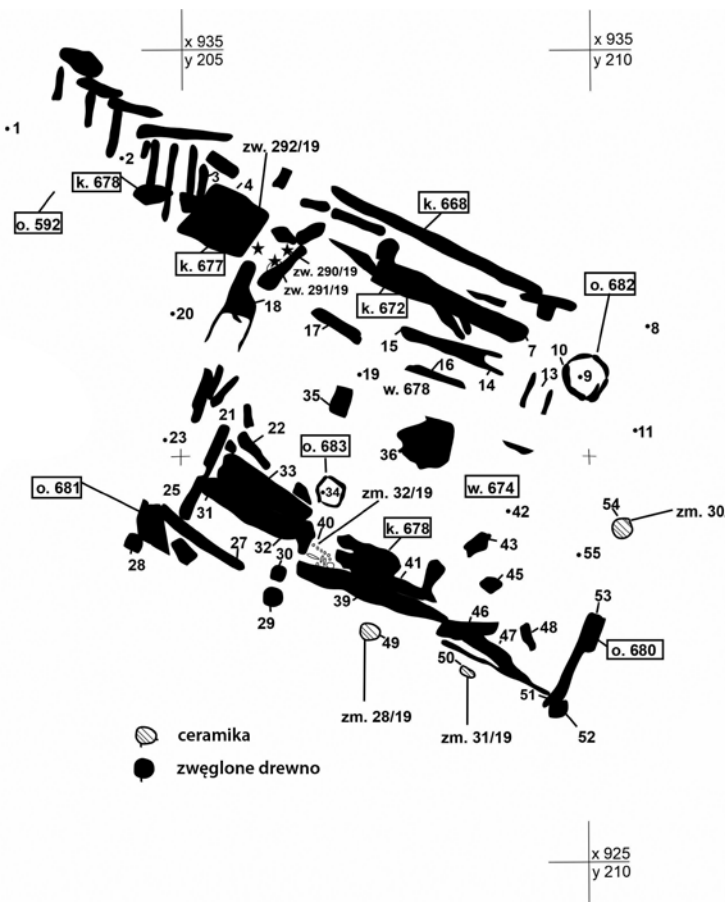 x 935
y 205
x 935
y 210
1
2
zw. 292/19
k. 678
3
4
k. 668
o. 592
k. 677
zw. 290/19
zw. 291/19
o. 682
k. 672
18
20
17
15
7
10
8
16
13
9
19
w. 678
14
35
21
11
22
23
o. 683
36
33
o. 681
w. 674
25
34
zm. 32/19
31
54
zm. 30
42
40
k. 678
27
32
30
43
55
28
41
45
39
53
29
46
48
47
49
o. 680
50
51
zm. 28/19
zm. 31/19
52
ceramika
zwęglone drewno
x 925
y 210